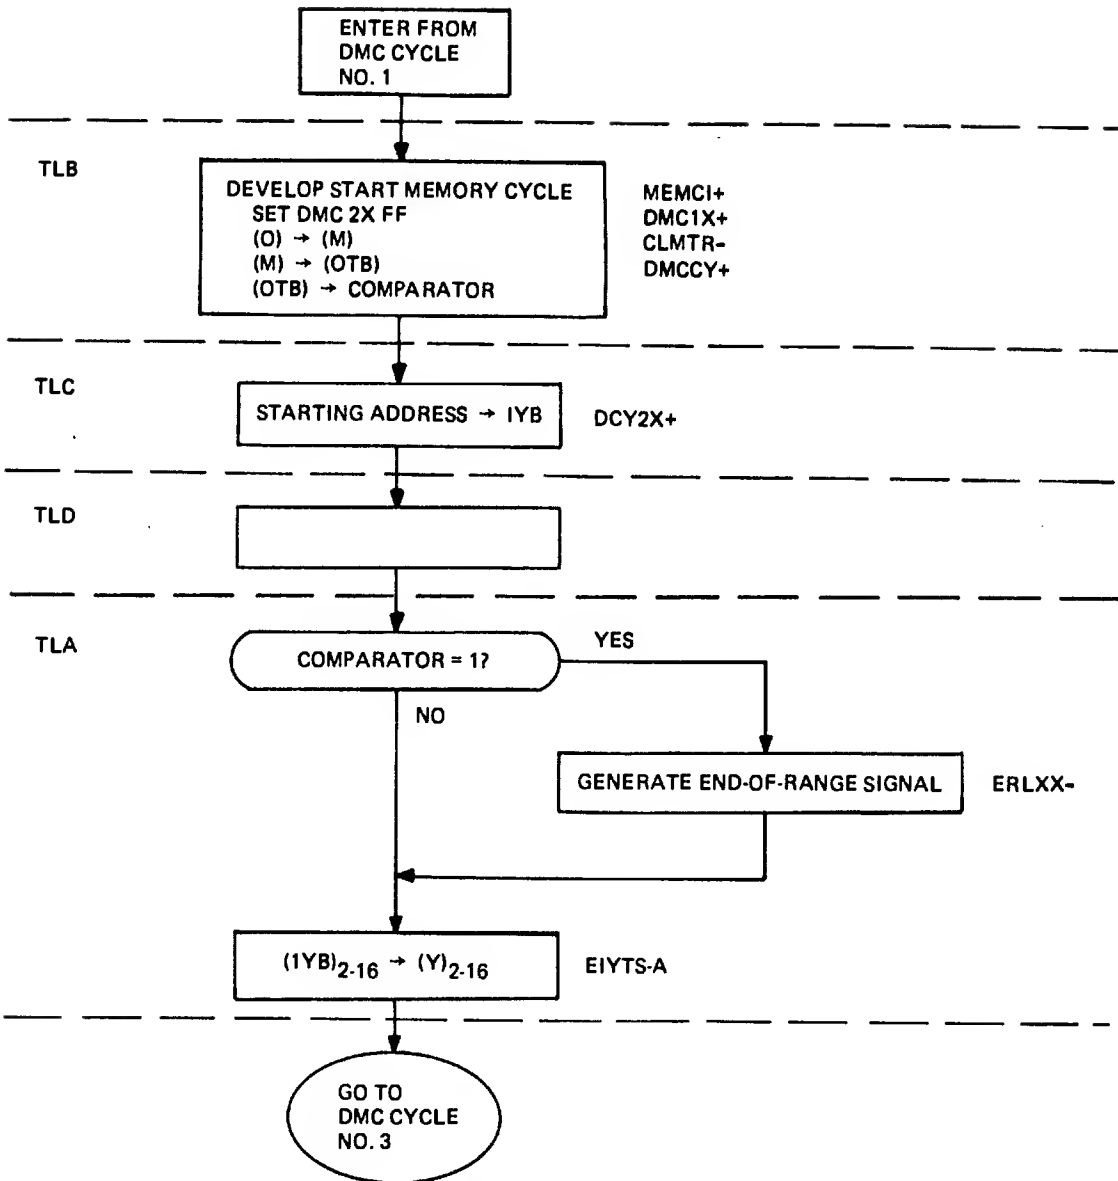 ENTER FROM
DMC CYCLE
NO. 1
TLB
DEVELOP START MEMORY CYCLE
SET DMC 2X FF
(O) → (M)
(M) → (OTB)
(OTB) → COMPARATOR
MEMCI+
DMC1X+
CLMTR-
DMCCY+
TLC
STARTING ADDRESS → IYB
DCY2X+
TLD
TLA
COMPARATOR = 1?
YES
NO
GENERATE END-OF-RANGE SIGNAL
ERLXX-
(1YB)2-16 → (Y)2-16
EIYTS-A
GO TO
DMC CYCLE
NO. 3